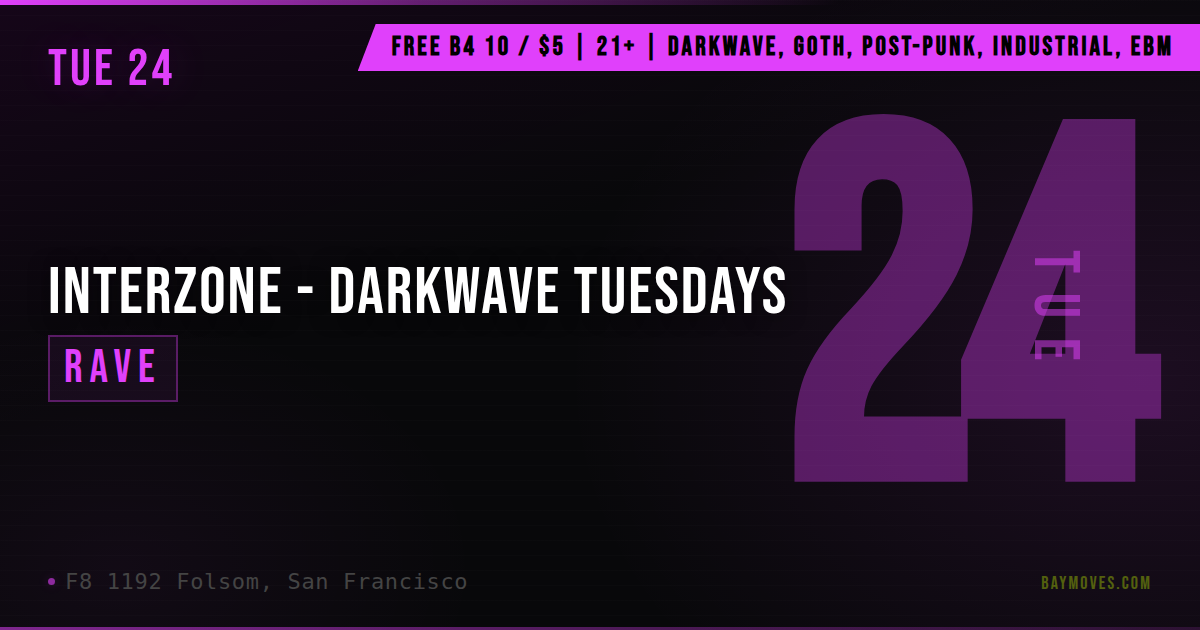 TUE 24
FREE B4 10 / $5 | 21+ | DARKWAVE, GOTH, POST-PUNK, INDUSTRIAL, EBM
24
TUE
INTERZONE - DARKWAVE TUESDAYS
RAVE
F8 1192 Folsom, San Francisco
BAYMOVES.COM